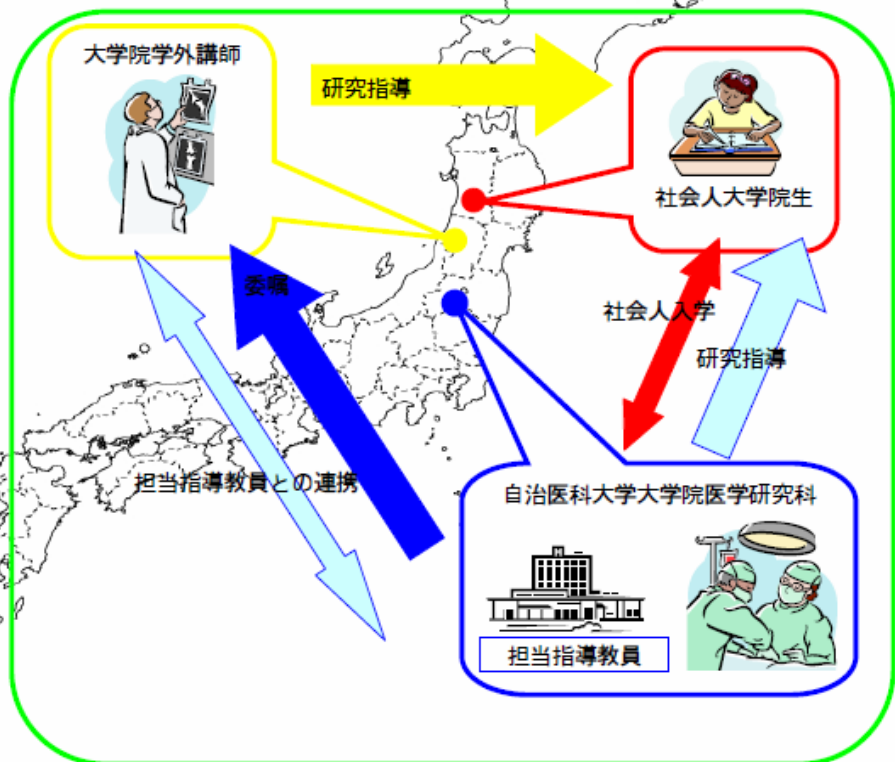 大学院学外講師
研究指導
社会人大学院生
委嘱
社会人入学
研究指導
担当指導教員との連携
自治医科大学大学院医学研究科
H
担当指導教員